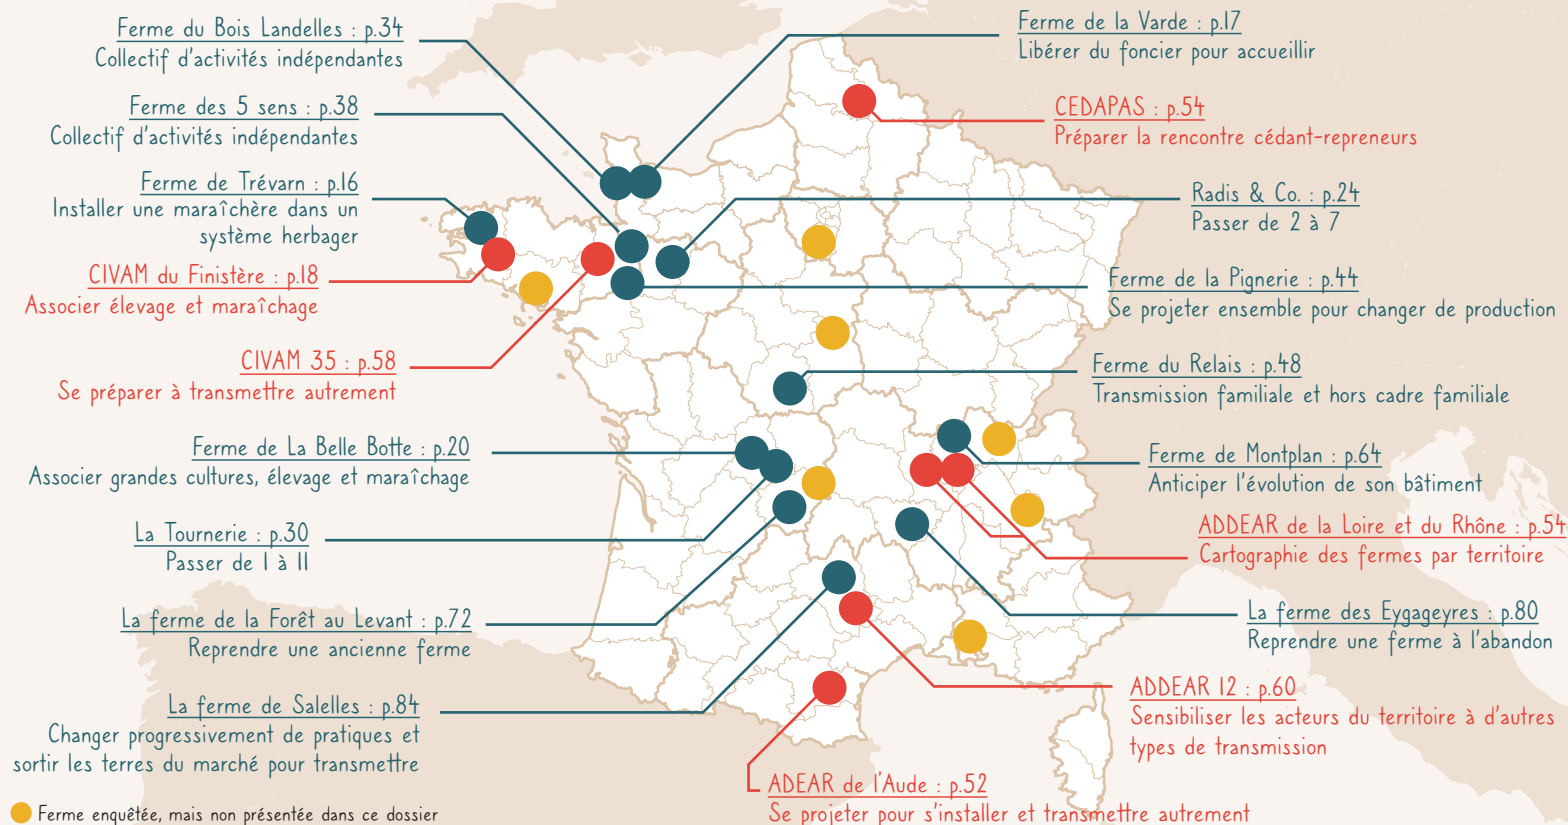 Ferme du Bois Landelles : p.34
Collectif d'activités indépendantes
Ferme des 5 sens : p.38
Collectif d'activités indépendantes
Ferme de Trévarn : p.16
Installer une maraîchère dans un
système herbager
CIVAM du Finistère : p.18
Associer élevage et maraîchage
CIVAM 35 : p.58
Se préparer à transmettre autrement
Ferme de La Belle Botte : p.20
Associer grandes cultures, élevage et maraîchage
La Tournerie : p.30
Passer de 1 à 11
La ferme de la Forêt au Levant : p.72
Reprendre une ancienne ferme
La ferme de Salelles : p.84
Changer progressivement de pratiques et
sortir les terres du marché pour transmettre
Ferme enquêtée, mais non présentée dans ce dossier
Ferme de la Varde : p.17
Libérer du foncier pour accueillir
CEDAPAS : p.54
Préparer la rencontre cédant-repreneurs
Radis & Co. : p.24
Passer de 2 à 7
Ferme de la Pignerie : p.44
Se projeter ensemble pour changer de production
Ferme du Relais : p.48
Transmission familiale et hors cadre familiale
Ferme de Montplan : p.64
Anticiper l'évolution de son bâtiment
ADDEAR de la Loire et du Rhône : p.54
Cartographie des fermes par territoire
La ferme des Eygageyres : p.80
Reprendre une ferme à l'abandon
ADDEAR 12 : p.60
Sensibiliser les acteurs du territoire à d'autres
types de transmission
ADEAR de l'Aude : p.52
Se projeter pour s'installer et transmettre autrement